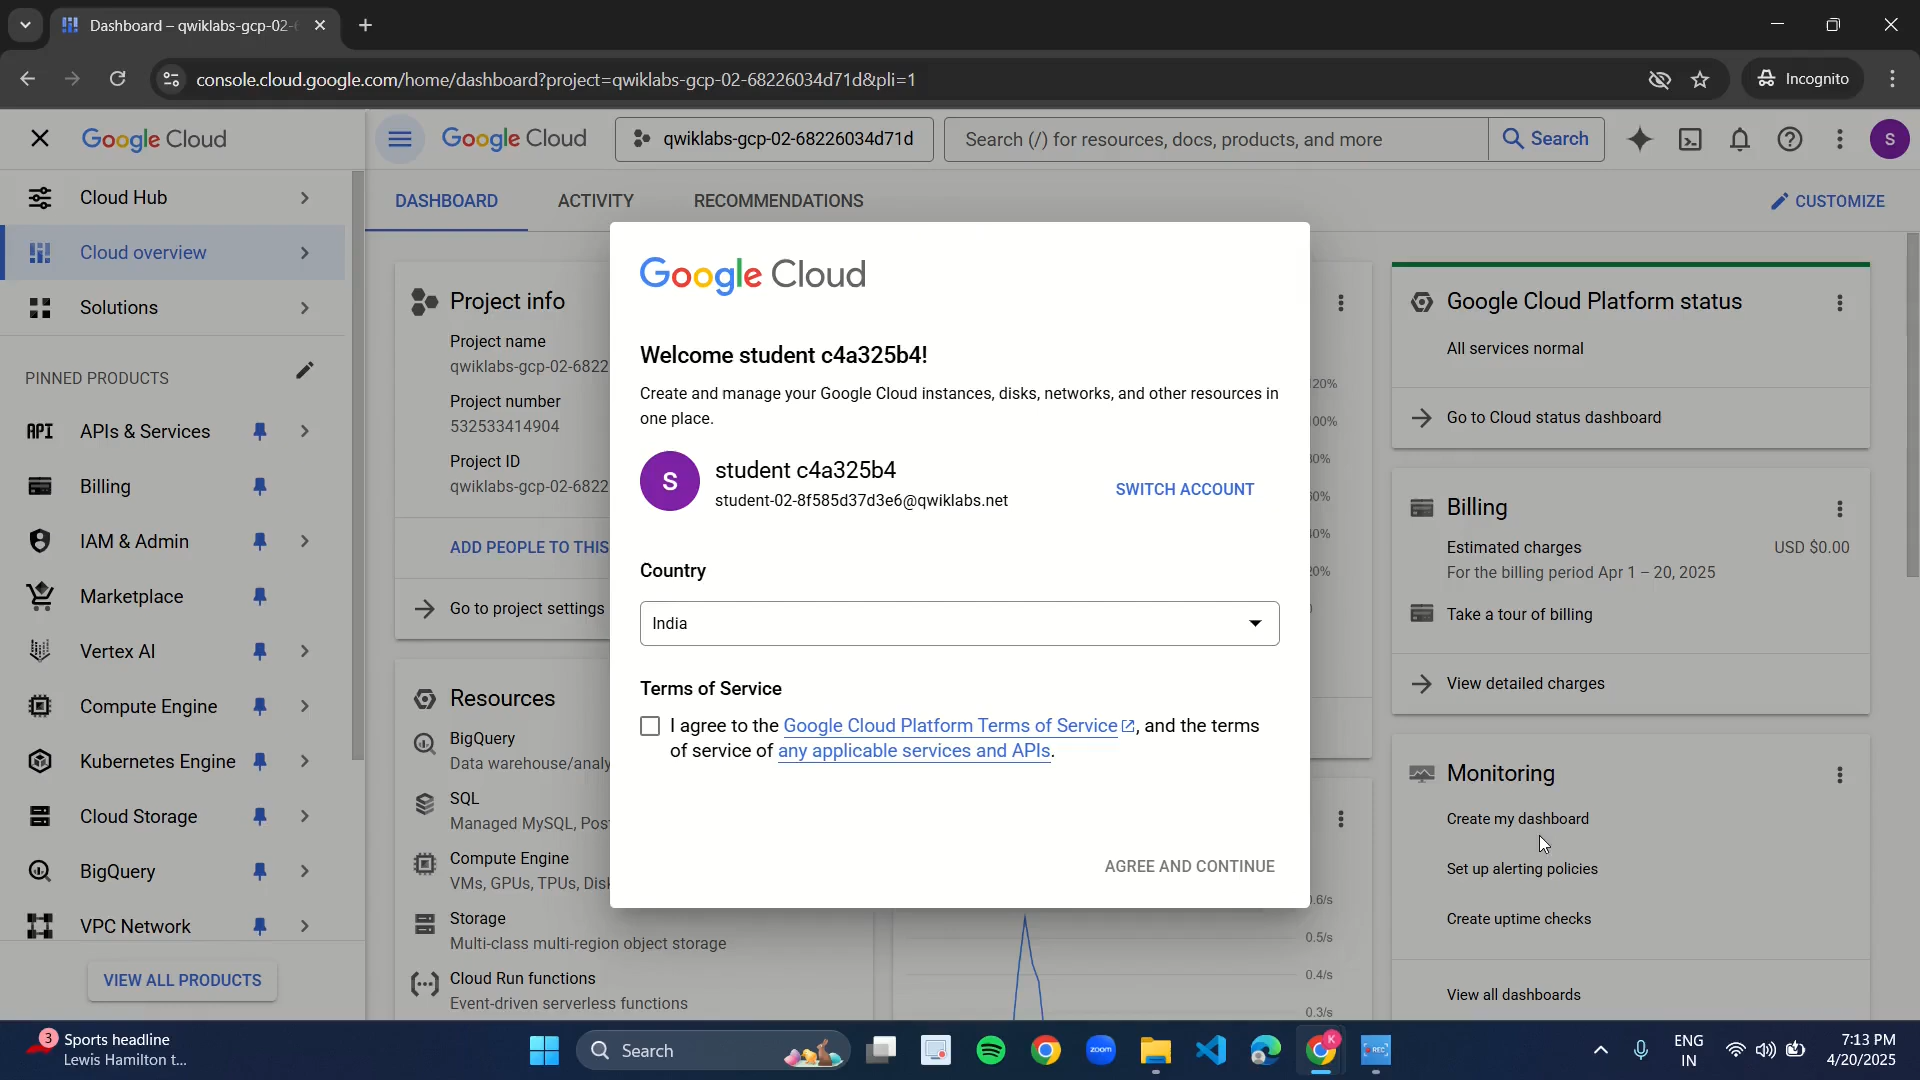 Dashboard – qwiklabs-gcp-02-
console.cloud.google.com/home/dashboard?project=qwiklabs-gcp-02-68226034d71d&pli=1
Incognito
Google Cloud
Google Cloud
qwiklabs-gcp-02-68226034d71d
Search (/) for resources, docs, products, and more
Search
S
Cloud Hub
Cloud overview
Solutions
PINNED PRODUCTS
API APIs & Services
Billing
IAM & Admin
Marketplace
Vertex AI
Compute Engine
Kubernetes Engine
Cloud Storage
BigQuery
VPC Network
VIEW ALL PRODUCTS
DASHBOARD
ACTIVITY
RECOMMENDATIONS
CUSTOMIZE
Project info
Project name
qwiklabs-gcp-02-6822
Project number
532533414904
Project ID
qwiklabs-gcp-02-6822
ADD PEOPLE TO THIS
Go to project settings
Resources
BigQuery
Data warehouse/analy
SQL
Managed MySQL, Pos
Compute Engine
VMs, GPUs, TPUs, Disk
Storage
Multi-class multi-region object storage
Cloud Run functions
Event-driven serverless functions
Google Cloud
Welcome student c4a325b4!
Create and manage your Google Cloud instances, disks, networks, and other resources in
one place.
S
student c4a325b4
student-02-8f585d37d3e6@qwiklabs.net
SWITCH ACCOUNT
Country
India
Terms of Service
I agree to the Google Cloud Platform Terms of Service, and the terms
of service of any applicable services and APIs.
AGREE AND CONTINUE
20%
00%
80%
60%
40%
20%
0.6/s
0.5/s
0.4/s
0.3/s
Google Cloud Platform status
All services normal
Go to Cloud status dashboard
Billing
Estimated charges
USD $0.00
For the billing period Apr 1 – 20, 2025
Take a tour of billing
View detailed charges
Monitoring
Create my dashboard
Set up alerting policies
Create uptime checks
View all dashboards
3
Sports headline
Lewis Hamilton t...
Search
zoom
K
REC
ENG
IN
7:13 PM
4/20/2025